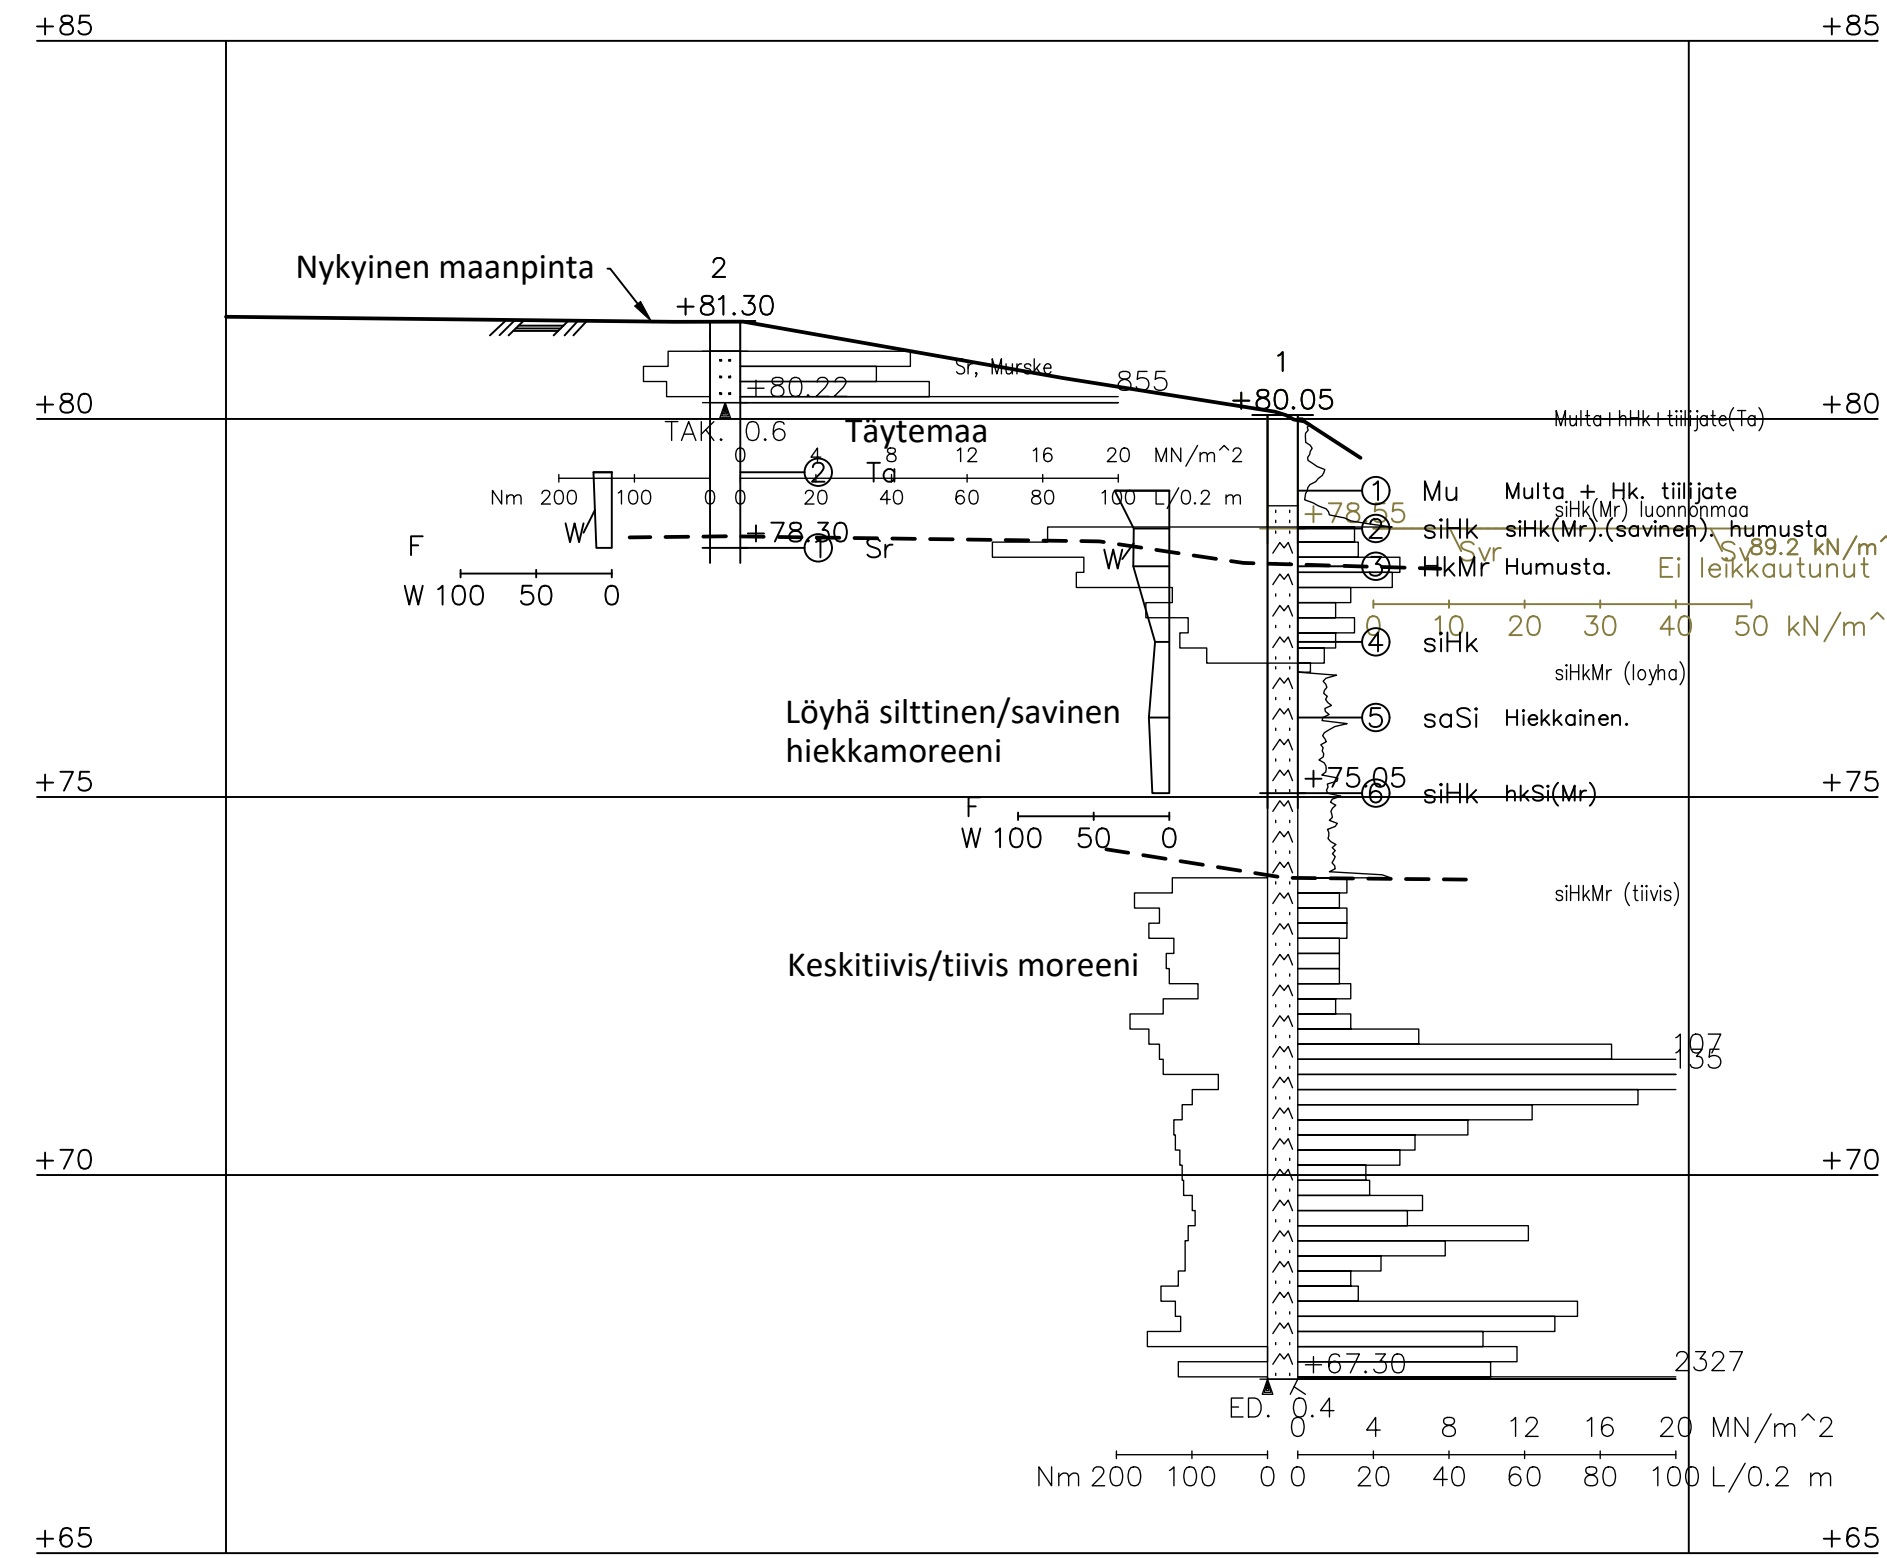 +85 +85
Nykyinen maanpinta
2
+81.30
Sr, Murske
855
1
+80.05
+80.22
+80 +80
Multa+hHk+tiilijate(Ta)
TAK. 0.6
Täytemaa
0 4 8 12 16 20 MN/m^2
2 Ta
Nm 200 100 0 0 20 40 60 80 100 L/0.2 m
1 Mu Multa + Hk. tiilijate
+78.55
siHk(Mr) luonnonmaa
2 siHk siHk(Mr).(savinen). humusta
W
+78.30
1 Sr
F
W 100 50 0
W
Svr
Sv
89.2 kN/m^
3 HkMr Humusta.
Ei leikkautunut
0 10 20 30 40 50 kN/m^
4 siHk
siHkMr (loyha)
Löyhä silttinen/savinen
hiekkamoreeni
5 saSi Hiekkainen.
+75 +75
+75.05
6 siHk hkSi(Mr)
F
W 100 50 0
siHkMr (tiivis)
Keskitiivis/tiivis moreeni
107
135
+70 +70
+67.30
2327
ED. 0.4
0 4 8 12 16 20 MN/m^2
Nm 200 100 0 0 20 40 60 80 100 L/0.2 m
+65 +65